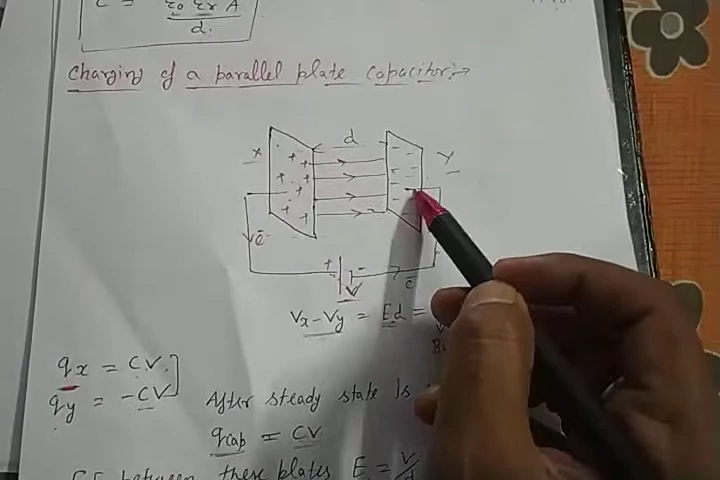 C = ε0 εr A
d
Charging of a parallel plate Capacitor:→
x d y
+ + + + + + + +
- - - - - -
ē + - ē
V
Vx-Vy = Ed =
qx = CV
qy = -CV
After steady state Is
qcap = CV
between these plates E = V/d